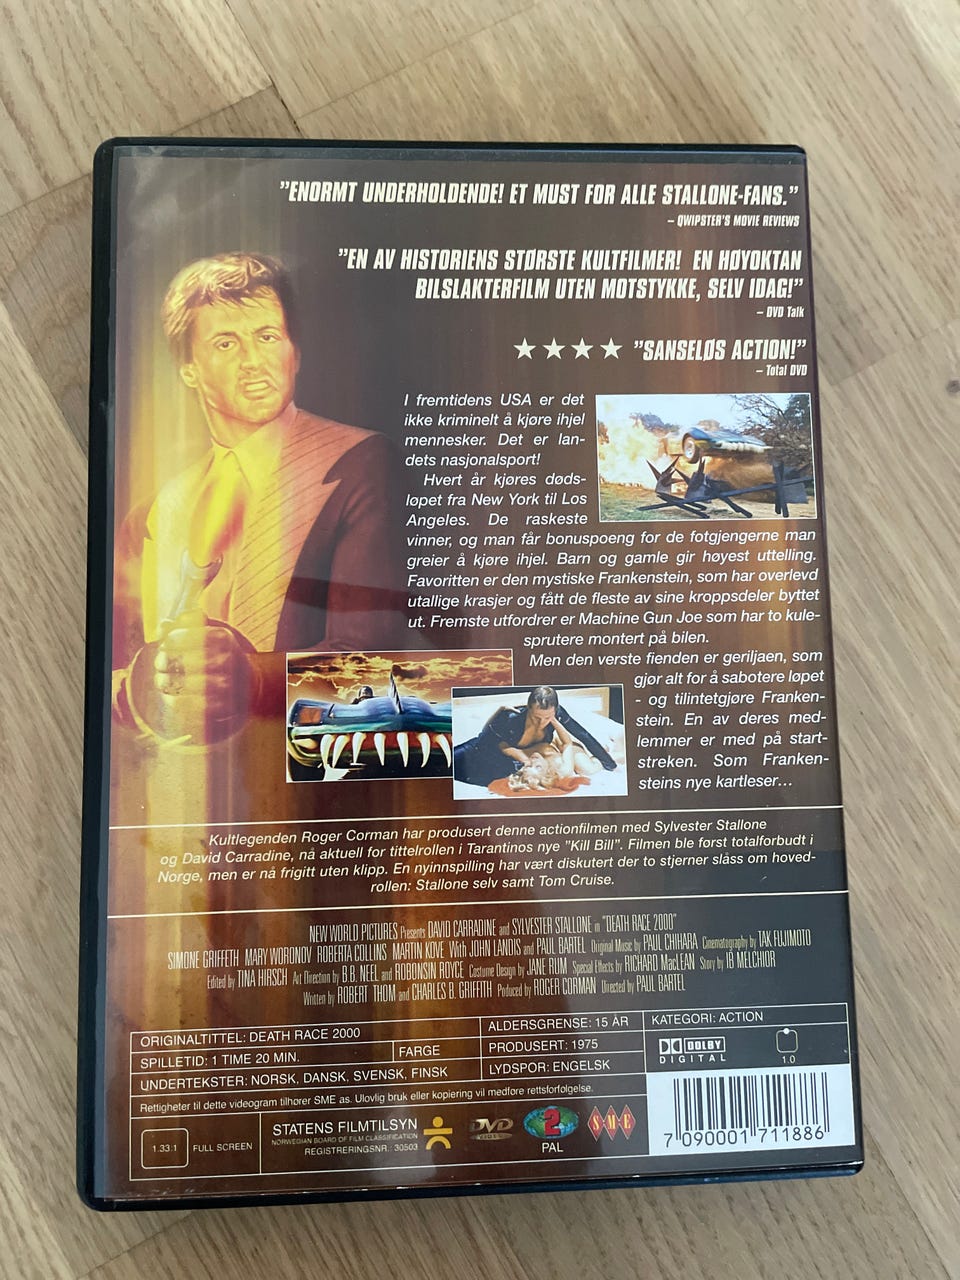 "ENORMT UNDERHOLDENDE! ET MUST FOR ALLE STALLONE-FANS."
– QWIPSTER'S MOVIE REVIEWS
"EN AV HISTORIENS STØRSTE KULTFILMER! EN HØYOKTAN
BILSLAKTERFILM UTEN MOTSTYKKE, SELV IDAG!"
– DVD Talk
★★★★ "SANSELØS ACTION!"
– Total DVD
I fremtidens USA er det
ikke kriminelt å kjøre ihjel
mennesker. Det er lan-
dets nasjonalsport!
Hvert år kjøres døds-
løpet fra New York til Los
Angeles. De raskeste
vinner, og man får bonuspoeng for de fotgjengerne man
greier å kjøre ihjel. Barn og gamle gir høyest uttelling.
Favoritten er den mystiske Frankenstein, som har overlevd
utallige krasjer og fått de fleste av sine kroppsdeler byttet
ut. Fremste utfordrer er Machine Gun Joe som har to kule-
sprutere montert på bilen.
Men den verste fienden er geriljaen, som
gjør alt for å sabotere løpet
- og tilintetgjøre Franken-
stein. En av deres med-
lemmer er med på start-
streken. Som Franken-
steins nye kartleser...
Kultlegenden Roger Corman har produsert denne actionfilmen med Sylvester Stallone
og David Carradine, nå aktuell for tittelrollen i Tarantinos nye "Kill Bill". Filmen ble først totalforbudt i
Norge, men er nå frigitt uten klipp. En nyinnspilling har vært diskutert der to stjerner slåss om hoved-
rollen: Stallone selv samt Tom Cruise.
NEW WORLD PICTURES Presents DAVID CARRADINE and SYLVESTER STALLONE in "DEATH RACE 2000"
SIMONE GRIFFETH MARY WORONOV ROBERTA COLLINS MARTIN KOVE With JOHN LANDIS and PAUL BARTEL Original Music by PAUL CHIHARA Cinematography by TAK FUJIMOTO
Edited by TINA HIRSCH Art Direction by B.B. NEEL and ROBONSIN ROYCE Costume Design by JANE RUM Special Effects by RICHARD MacLEAN Story by IB MELCHIOR
Written by ROBERT THOM and CHARLES B. GRIFFITH Produced by ROGER CORMAN Directed by PAUL BARTEL
ORIGINALTITTEL: DEATH RACE 2000
ALDERSGRENSE: 15 ÅR
KATEGORI: ACTION
SPILLETID: 1 TIME 20 MIN.
FARGE
PRODUSERT: 1975
UNDERTEKSTER: NORSK, DANSK, SVENSK, FINSK
LYDSPOR: ENGELSK
DOLBY
DIGITAL
1.0
Rettigheter til dette videogram tilhører SME as. Ulovlig bruk eller kopiering vil medføre rettsforfølgelse.
1.33:1
FULL SCREEN
STATENS FILMTILSYN
NORWEGIAN BOARD OF FILM CLASSIFICATION
REGISTRERINGSNR. 30503
DVD
VIDEO
2
PAL
S·M·E
7 090001 711886